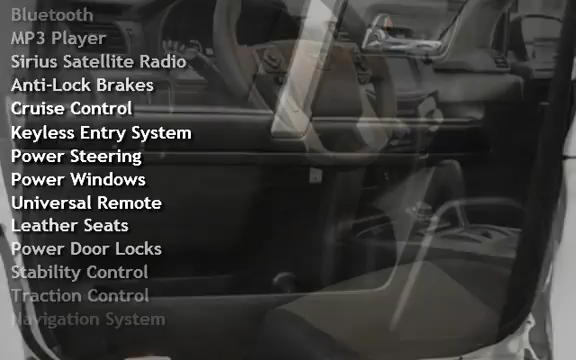 Bluetooth
MP3 Player
Sirius Satellite Radio
Anti-Lock Brakes
Cruise Control
Keyless Entry System
Power Steering
Power Windows
Universal Remote
Leather Seats
Power Door Locks
Stability Control
Traction Control
Navigation System